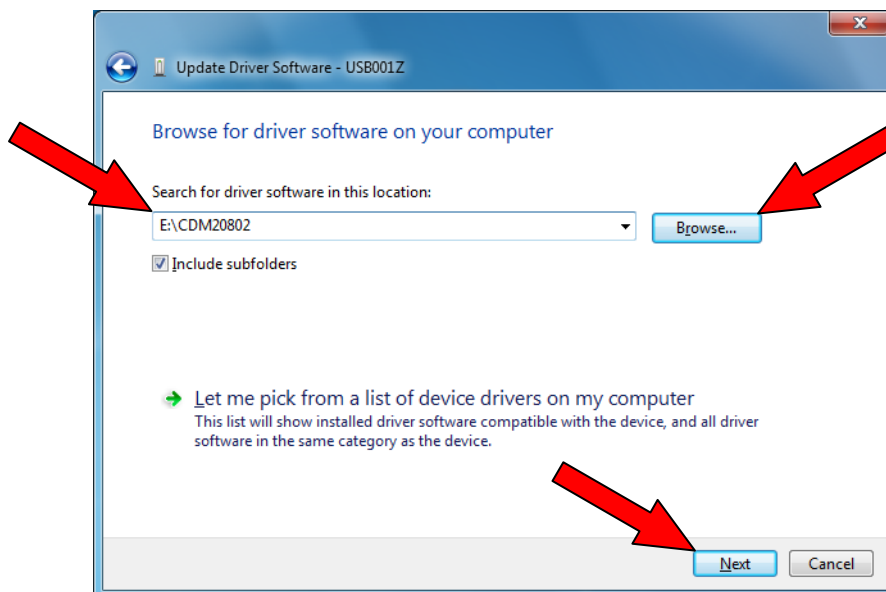 Update Driver Software - USB001Z
Browse for driver software on your computer
Search for driver software in this location:
E:\CDM20802
Browse...
Include subfolders
Let me pick from a list of device drivers on my computer
This list will show installed driver software compatible with the device, and all driver
software in the same category as the device.
Next
Cancel